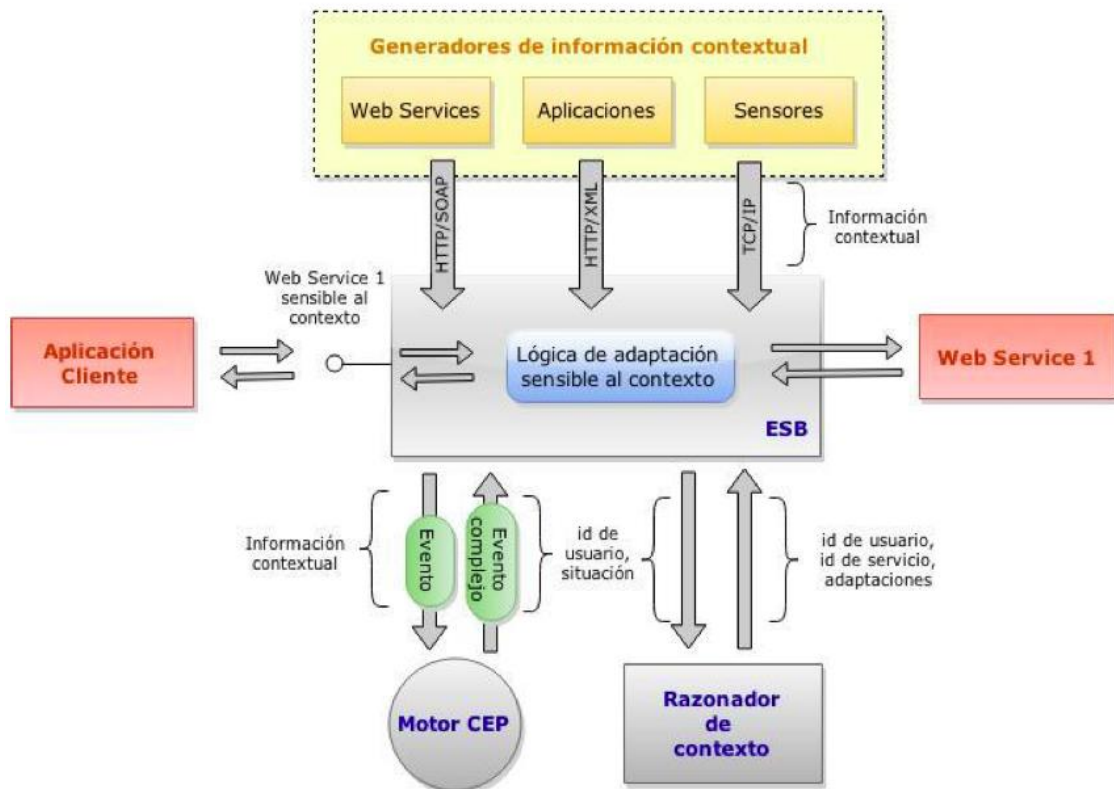 Generadores de información contextual
Web Services
Aplicaciones
Sensores
HTTP/SOAP
HTTP/XML
TCP/IP
Información
contextual
Web Service 1
sensible al
contexto
Aplicación
Cliente
Lógica de adaptación
sensible al contexto
ESB
Web Service 1
Información
contextual
Evento
Evento
complejo
id de
usuario,
situación
id de usuario,
id de servicio,
adaptaciones
Motor CEP
Razonador
de
contexto